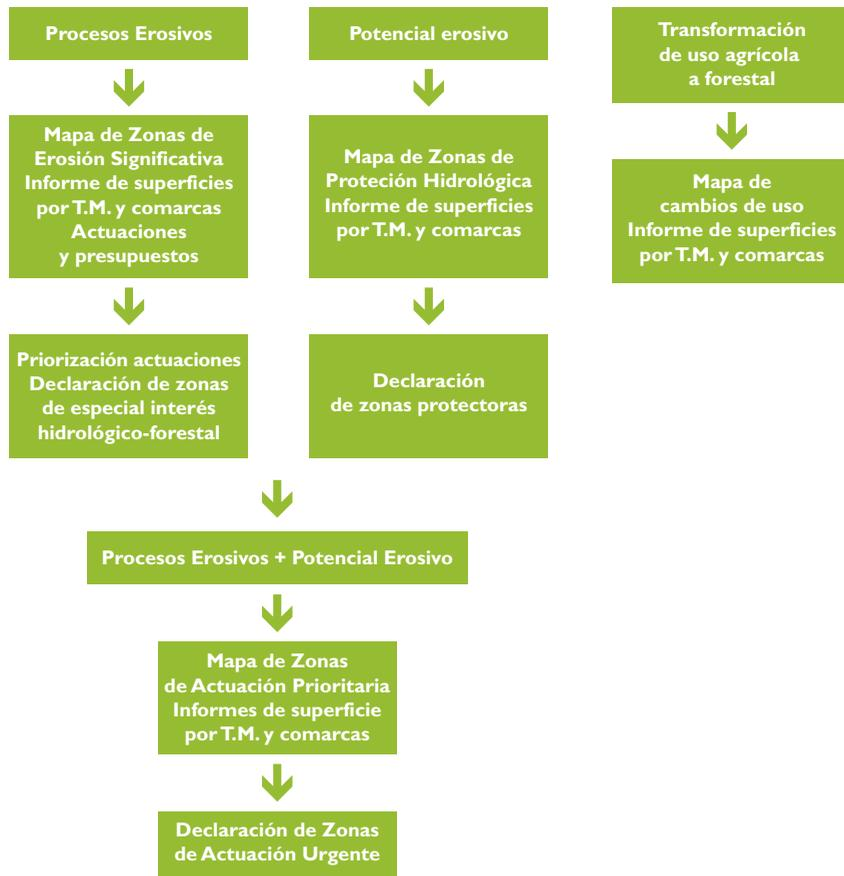 Procesos Erosivos
Mapa de Zonas de
Erosión Significativa
Informe de superficies
por T.M. y comarcas
Actuaciones
y presupuestos
Priorización actuaciones
Declaración de zonas
de especial interés
hidrológico-forestal
Potencial erosivo
Mapa de Zonas de
Proteción Hidrológica
Informe de superficies
por T.M. y comarcas
Declaración
de zonas protectoras
Transformación
de uso agrícola
a forestal
Mapa de
cambios de uso
Informe de superficies
por T.M. y comarcas
Procesos Erosivos + Potencial Erosivo
Mapa de Zonas
de Actuación Prioritaria
Informes de superficie
por T.M. y comarcas
Declaración de Zonas
de Actuación Urgente